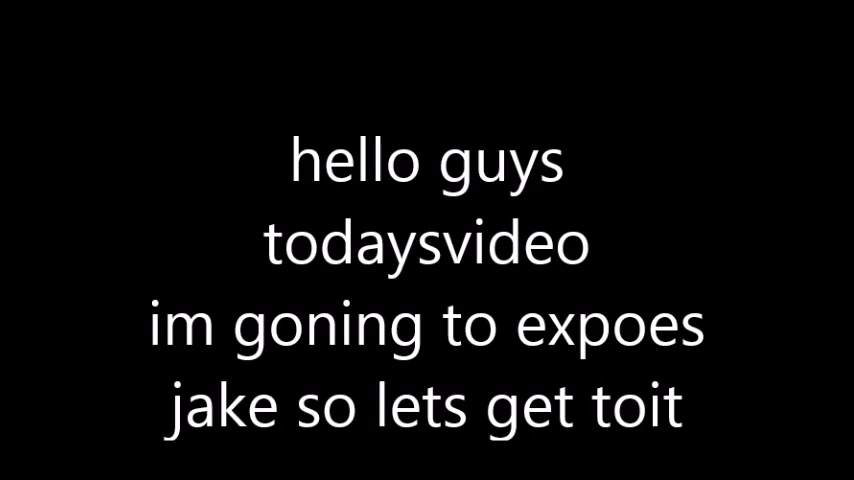 hello guys
todaysvideo
im goning to expoes
jake so lets get toit